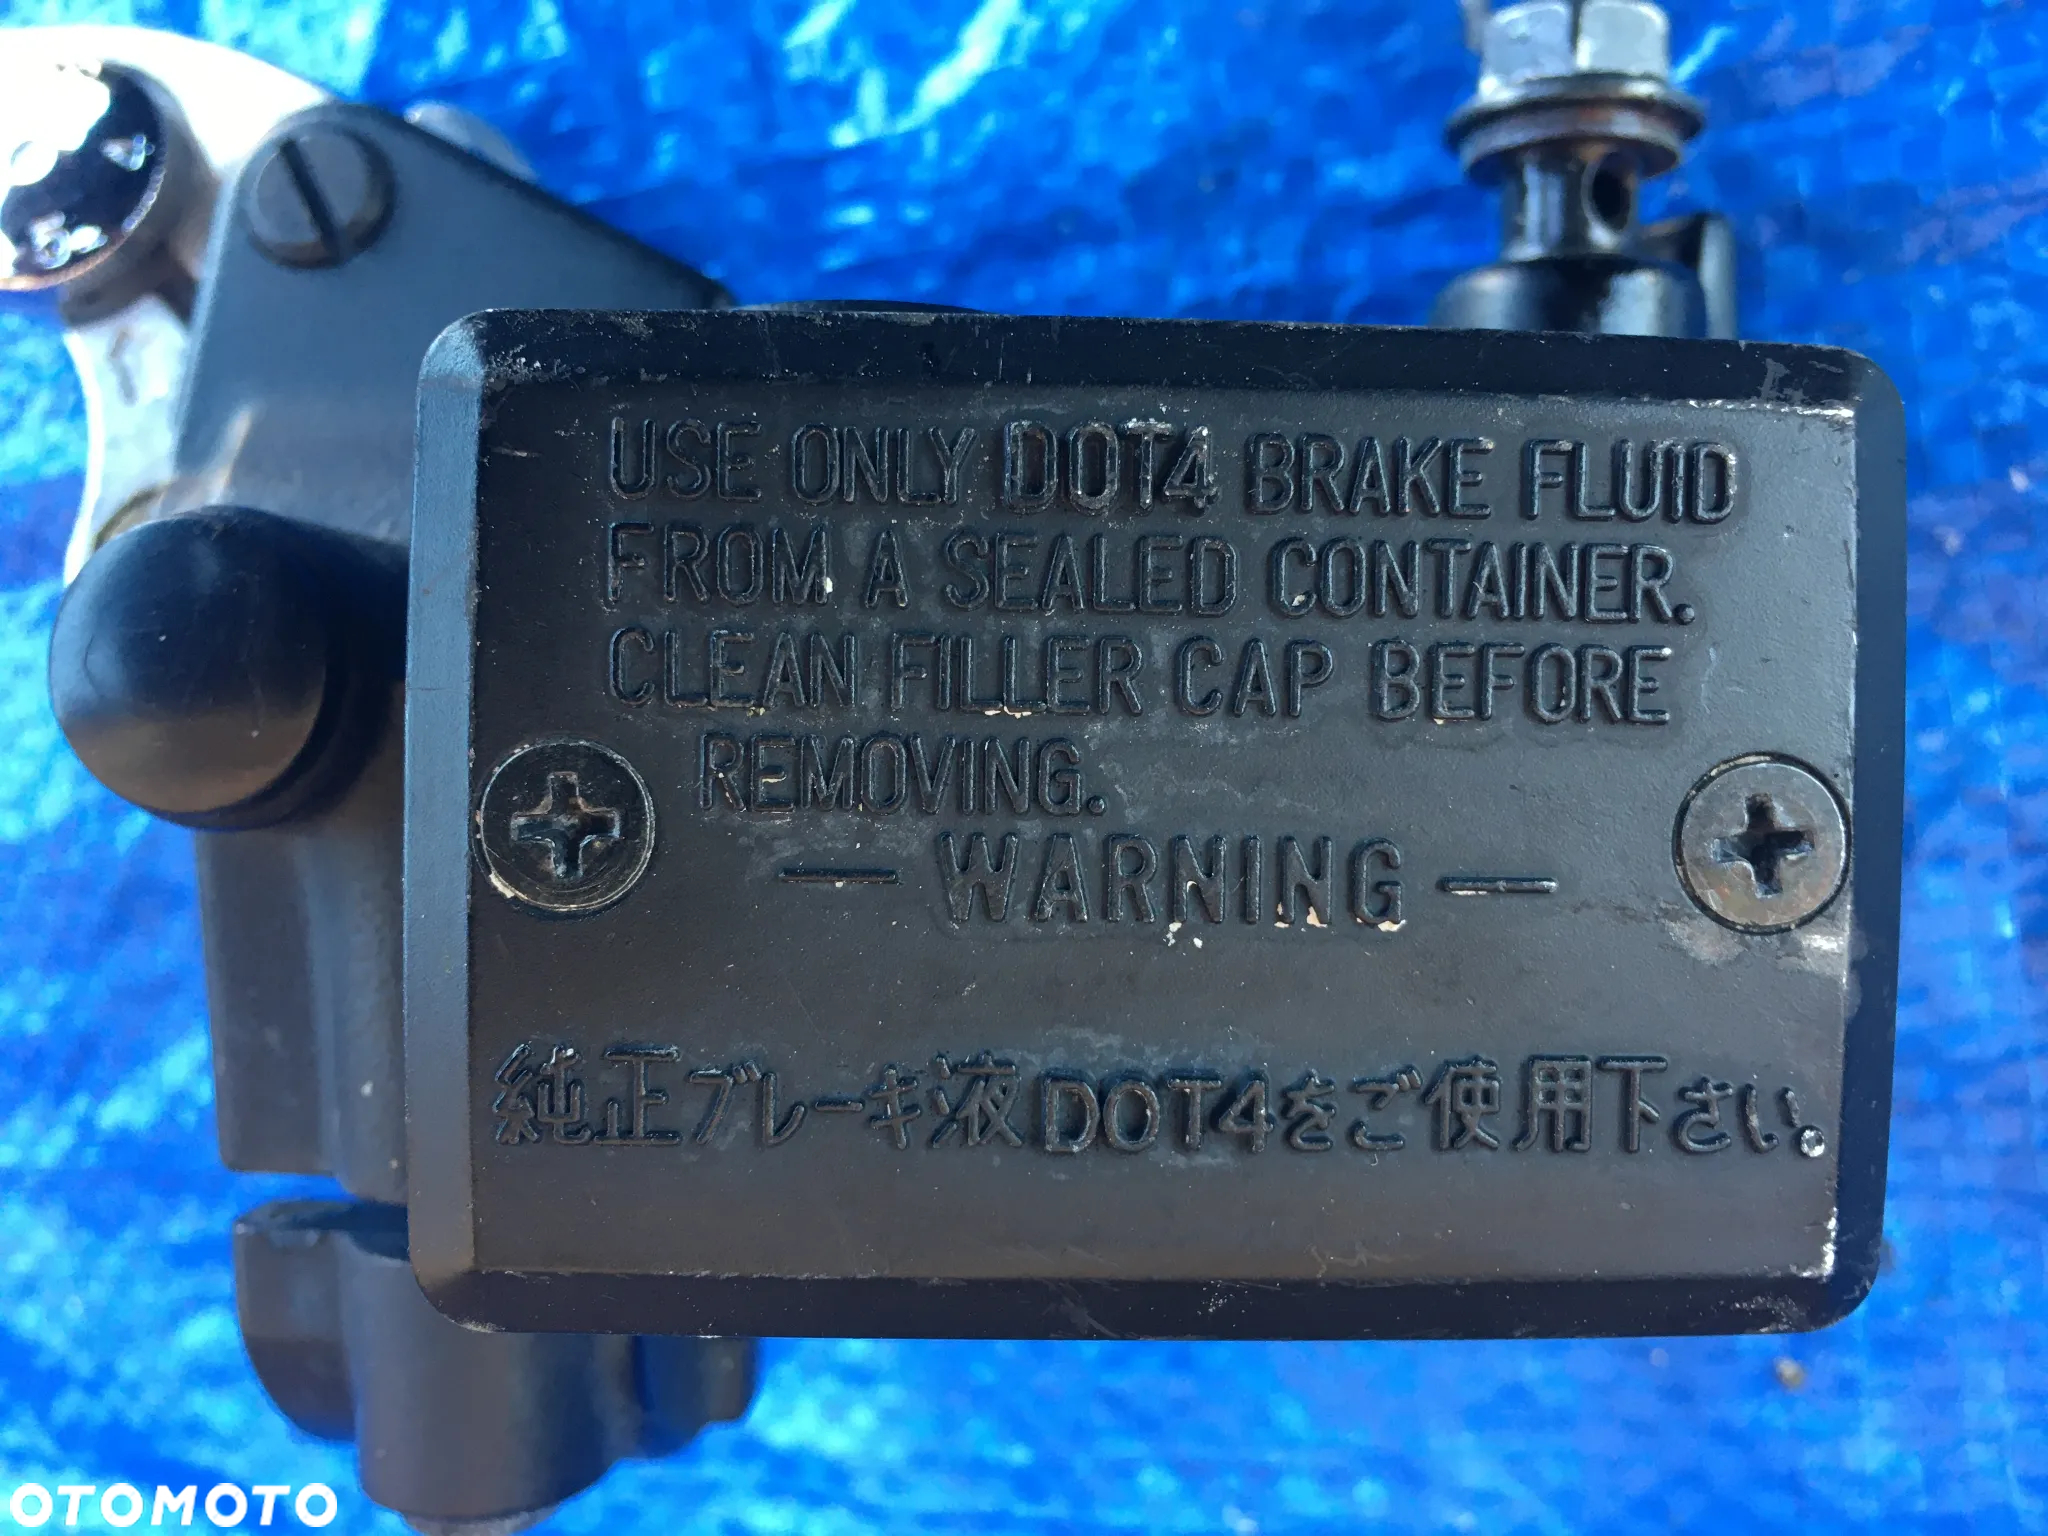 USE ONLY DOT4 BRAKE FLUID
FROM A SEALED CONTAINER.
CLEAN FILLER CAP BEFORE
REMOVING.
— WARNING —
純正ブレーキ液DOT4をご使用下さい。
OTOMOTO